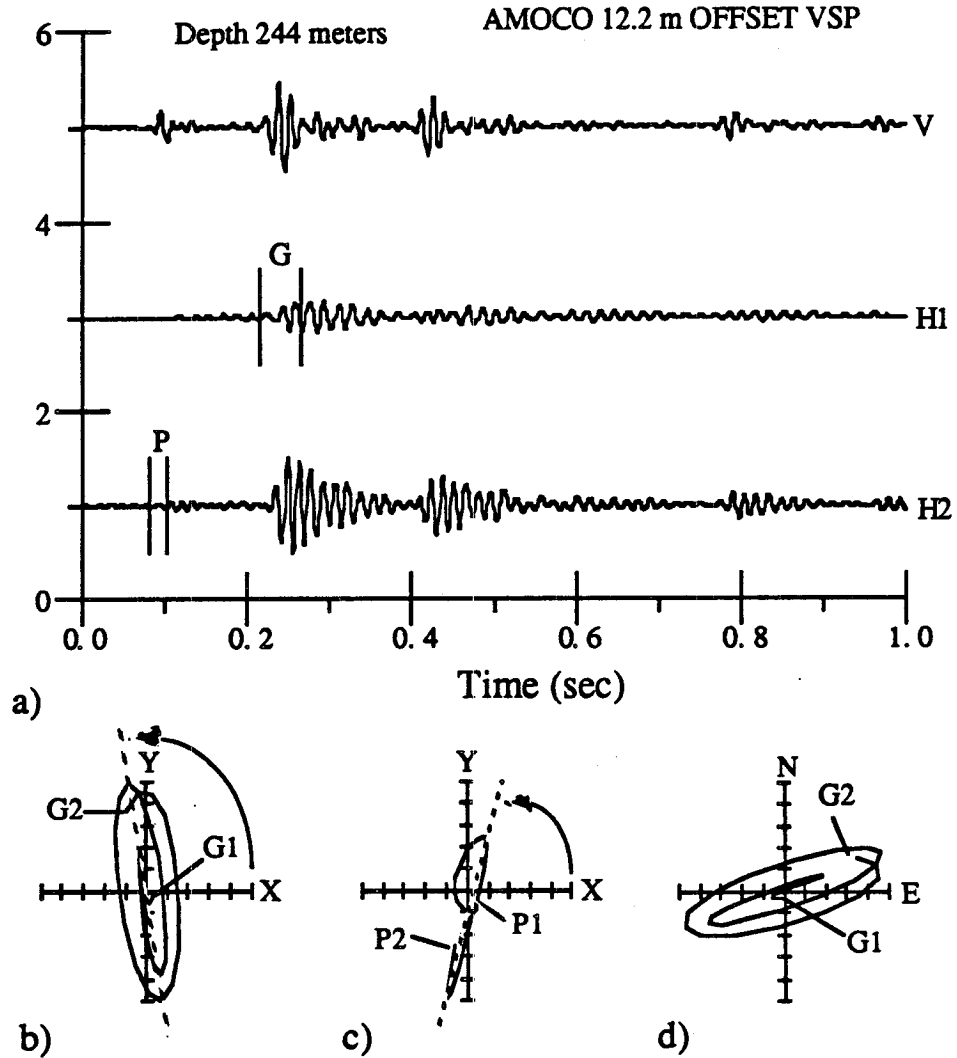 AMOCO 12.2 m OFFSET VSP
Depth 244 meters
6
V
4
G
H1
2
P
H2
0
0.0 0.2 0.4 0.6 0.8 1.0
Time (sec)
a)
Y
G2
G1
X
b)
Y
X
P2
P1
c)
N
G2
E
G1
d)